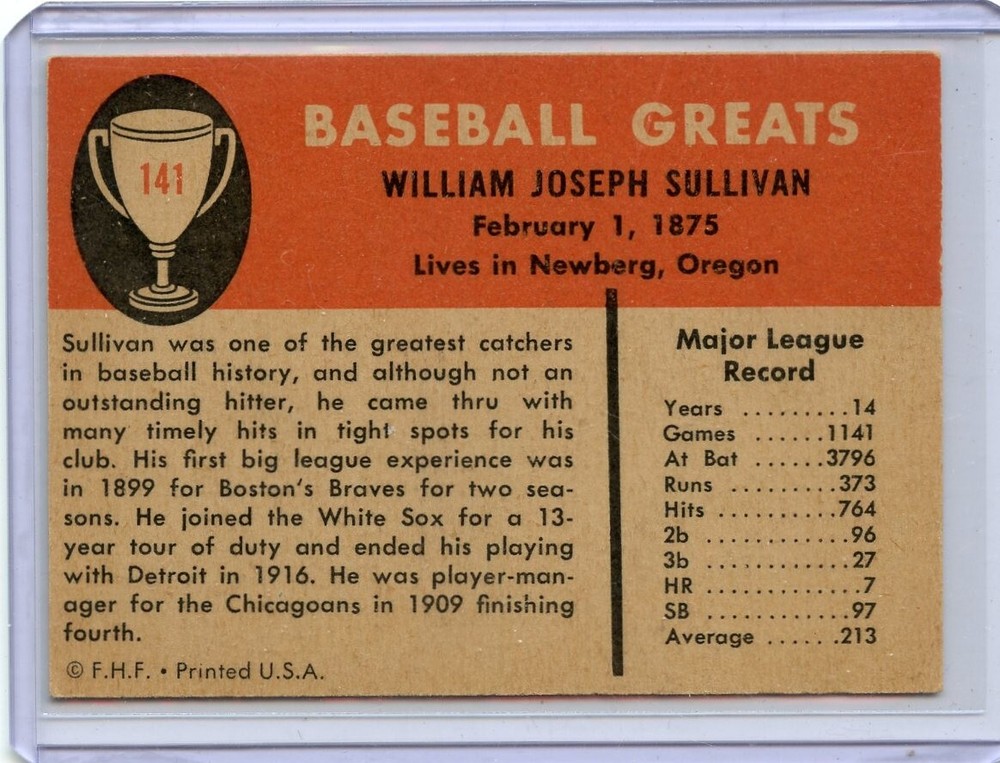 141
BASEBALL GREATS
WILLIAM JOSEPH SULLIVAN
February 1, 1875
Lives in Newberg, Oregon
Sullivan was one of the greatest catchers
in baseball history, and although not an
outstanding hitter, he came thru with
many timely hits in tight spots for his
club. His first big league experience was
in 1899 for Boston's Braves for two sea-
sons. He joined the White Sox for a 13-
year tour of duty and ended his playing
with Detroit in 1916. He was player-man-
ager for the Chicagoans in 1909 finishing
fourth.
© F.H.F. • Printed U.S.A.
Major League
Record
Years .........14
Games ......1141
At Bat ......3796
Runs .........373
Hits ..........764
2b ............96
3b ............27
HR ............7
SB ............97
Average ......213